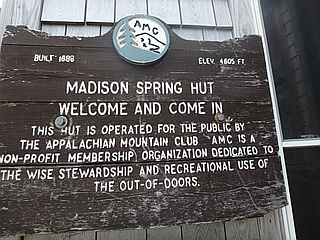 AMC
BUILT 1888
ELEV. 4805 FT.
MADISON SPRING HUT
WELCOME AND COME IN
THIS HUT IS OPERATED FOR THE PUBLIC BY
THE APPALACHIAN MOUNTAIN CLUB. "AMC" IS A
NON-PROFIT MEMBERSHIP ORGANIZATION DEDICATED TO
THE WISE STEWARDSHIP AND RECREATIONAL USE OF
THE OUT-OF-DOORS.